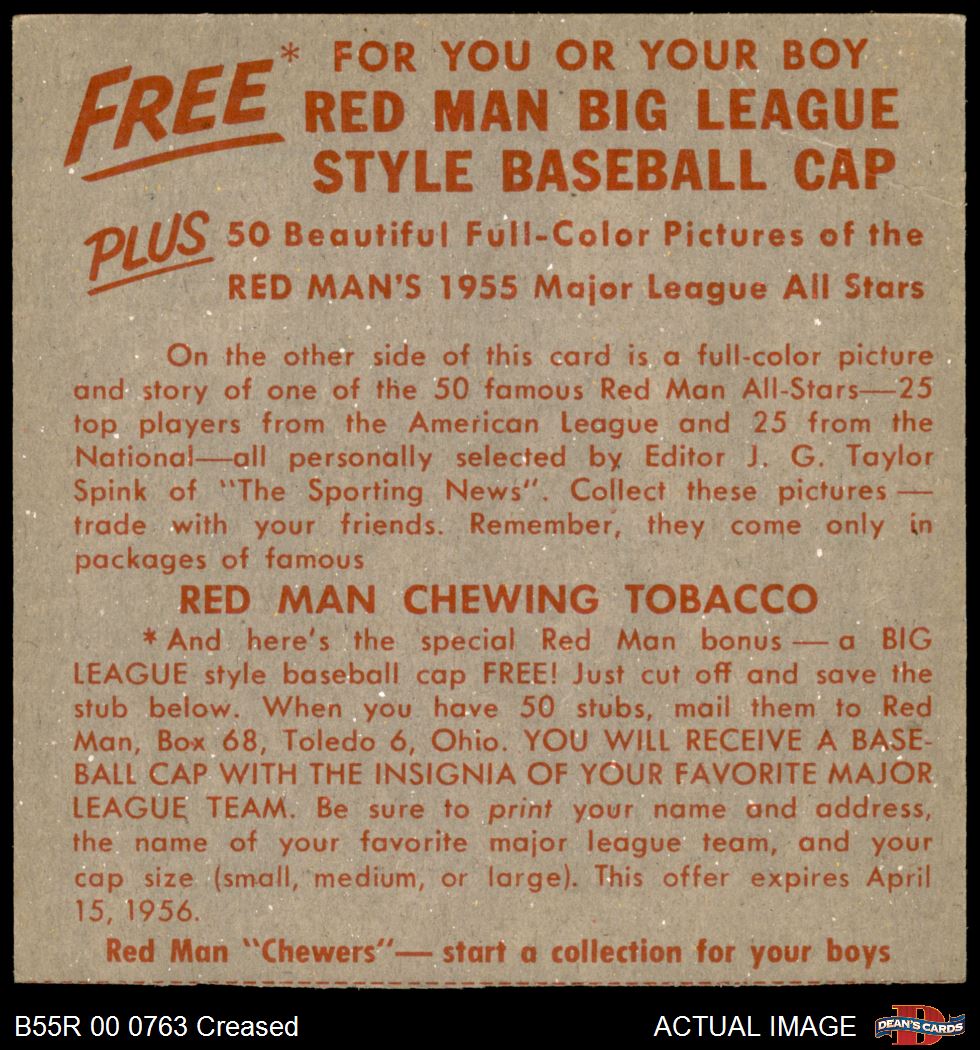 FREE* FOR YOU OR YOUR BOY
RED MAN BIG LEAGUE
STYLE BASEBALL CAP
PLUS 50 Beautiful Full-Color Pictures of the
RED MAN'S 1955 Major League All Stars
On the other side of this card is a full-color picture
and story of one of the 50 famous Red Man All-Stars—25
top players from the American League and 25 from the
National—all personally selected by Editor J. G. Taylor
Spink of "The Sporting News". Collect these pictures —
trade with your friends. Remember, they come only in
packages of famous
RED MAN CHEWING TOBACCO
* And here's the special Red Man bonus — a BIG
LEAGUE style baseball cap FREE! Just cut off and save the
stub below. When you have 50 stubs, mail them to Red
Man, Box 68, Toledo 6, Ohio. YOU WILL RECEIVE A BASE-
BALL CAP WITH THE INSIGNIA OF YOUR FAVORITE MAJOR
LEAGUE TEAM. Be sure to print your name and address,
the name of your favorite major league team, and your
cap size (small, medium, or large). This offer expires April
15, 1956.
Red Man "Chewers"— start a collection for your boys
B55R 00 0763 Creased
ACTUAL IMAGE
D
DEAN'S CARDS